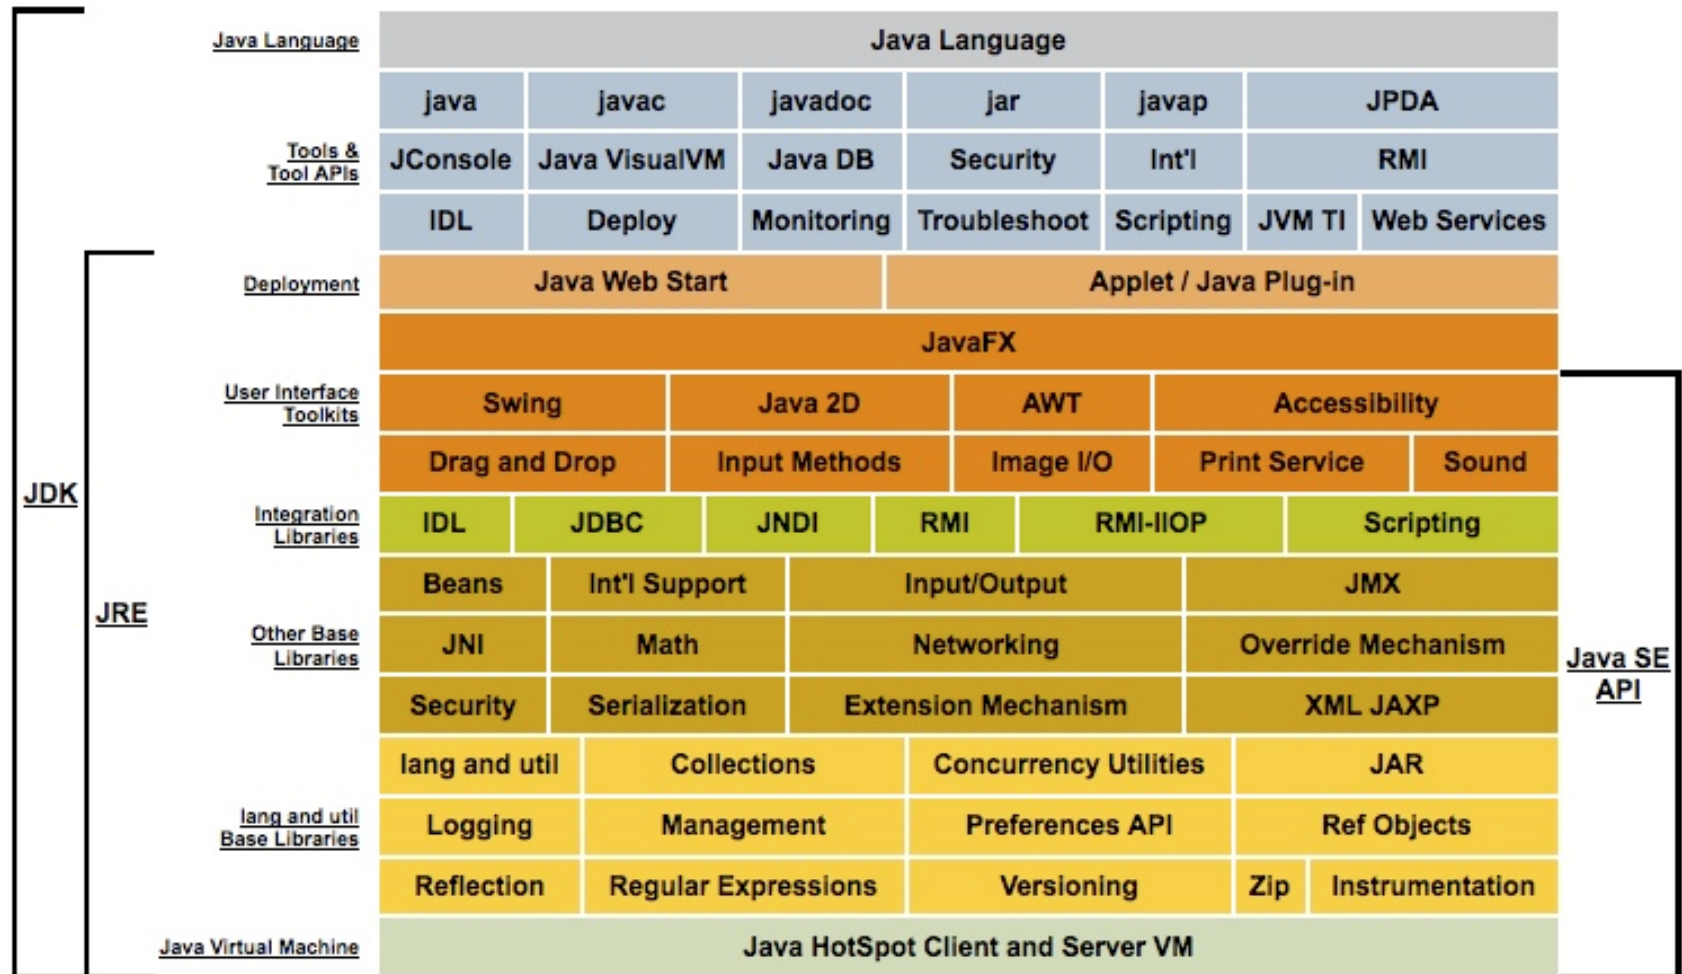 Java Language
Java Language
java
javac
javadoc
jar
javap
JPDA
Tools &
Tool APIs
JConsole
Java VisualVM
Java DB
Security
Int'l
RMI
IDL
Deploy
Monitoring
Troubleshoot
Scripting
JVM TI
Web Services
Deployment
Java Web Start
Applet / Java Plug-in
JavaFX
User Interface
Toolkits
Swing
Java 2D
AWT
Accessibility
Drag and Drop
Input Methods
Image I/O
Print Service
Sound
JDK
Integration
Libraries
IDL
JDBC
JNDI
RMI
RMI-IIOP
Scripting
JRE
Other Base
Libraries
Beans
Int'l Support
Input/Output
JMX
JNI
Math
Networking
Override Mechanism
Security
Serialization
Extension Mechanism
XML JAXP
Java SE
API
lang and util
Base Libraries
lang and util
Collections
Concurrency Utilities
JAR
Logging
Management
Preferences API
Ref Objects
Reflection
Regular Expressions
Versioning
Zip
Instrumentation
Java Virtual Machine
Java HotSpot Client and Server VM